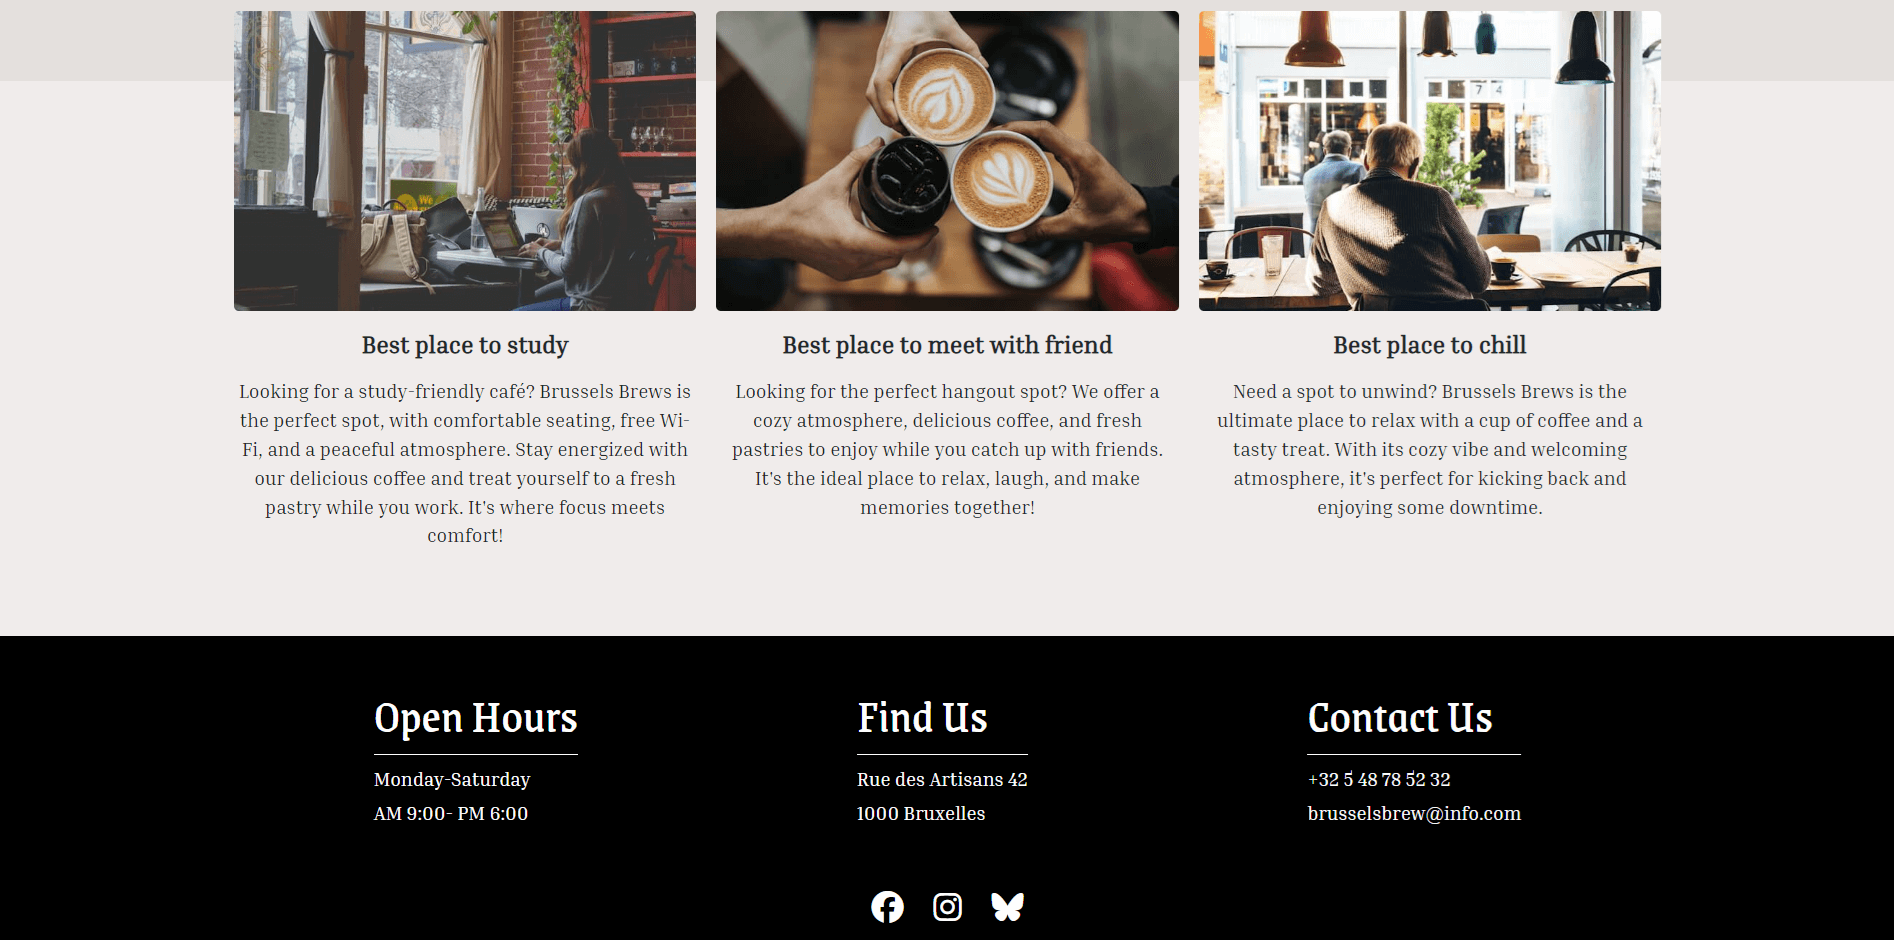 We
7 4
Best place to study
Looking for a study-friendly café? Brussels Brews is
the perfect spot, with comfortable seating, free Wi-
Fi, and a peaceful atmosphere. Stay energized with
our delicious coffee and treat yourself to a fresh
pastry while you work. It's where focus meets
comfort!
Best place to meet with friend
Looking for the perfect hangout spot? We offer a
cozy atmosphere, delicious coffee, and fresh
pastries to enjoy while you catch up with friends.
It's the ideal place to relax, laugh, and make
memories together!
Best place to chill
Need a spot to unwind? Brussels Brews is the
ultimate place to relax with a cup of coffee and a
tasty treat. With its cozy vibe and welcoming
atmosphere, it's perfect for kicking back and
enjoying some downtime.
Open Hours
Monday-Saturday
AM 9:00- PM 6:00
Find Us
Rue des Artisans 42
1000 Bruxelles
Contact Us
+32 5 48 78 52 32
brusselsbrew@info.com